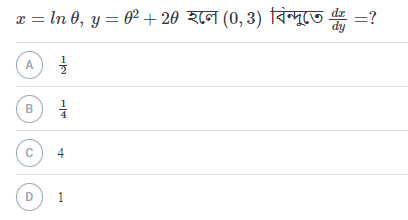 x = ln θ, y = θ² + 2θ হলে (0, 3) বিন্দুতে dx/dy =?
A 1/2
B 1/4
C 4
D 1